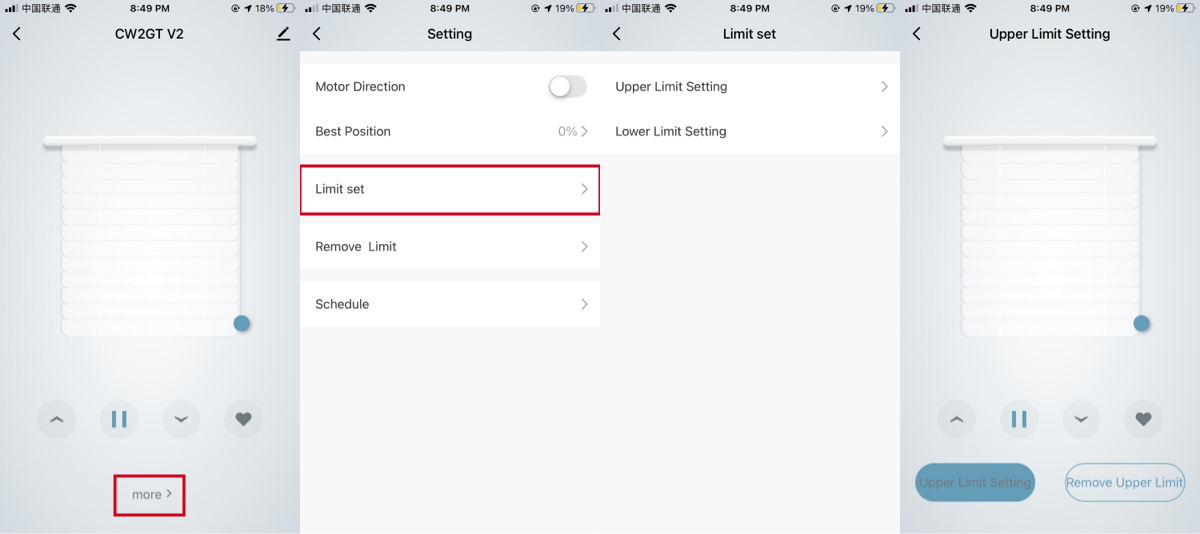 中国联通
8:49 PM
18%
CW2GT V2
more
中国联通
8:49 PM
19%
Setting
Motor Direction
Best Position
0%
Limit set
Remove Limit
Schedule
中国联通
8:49 PM
19%
Limit set
Upper Limit Setting
Lower Limit Setting
中国联通
8:49 PM
19%
Upper Limit Setting
Upper Limit Setting
Remove Upper Limit